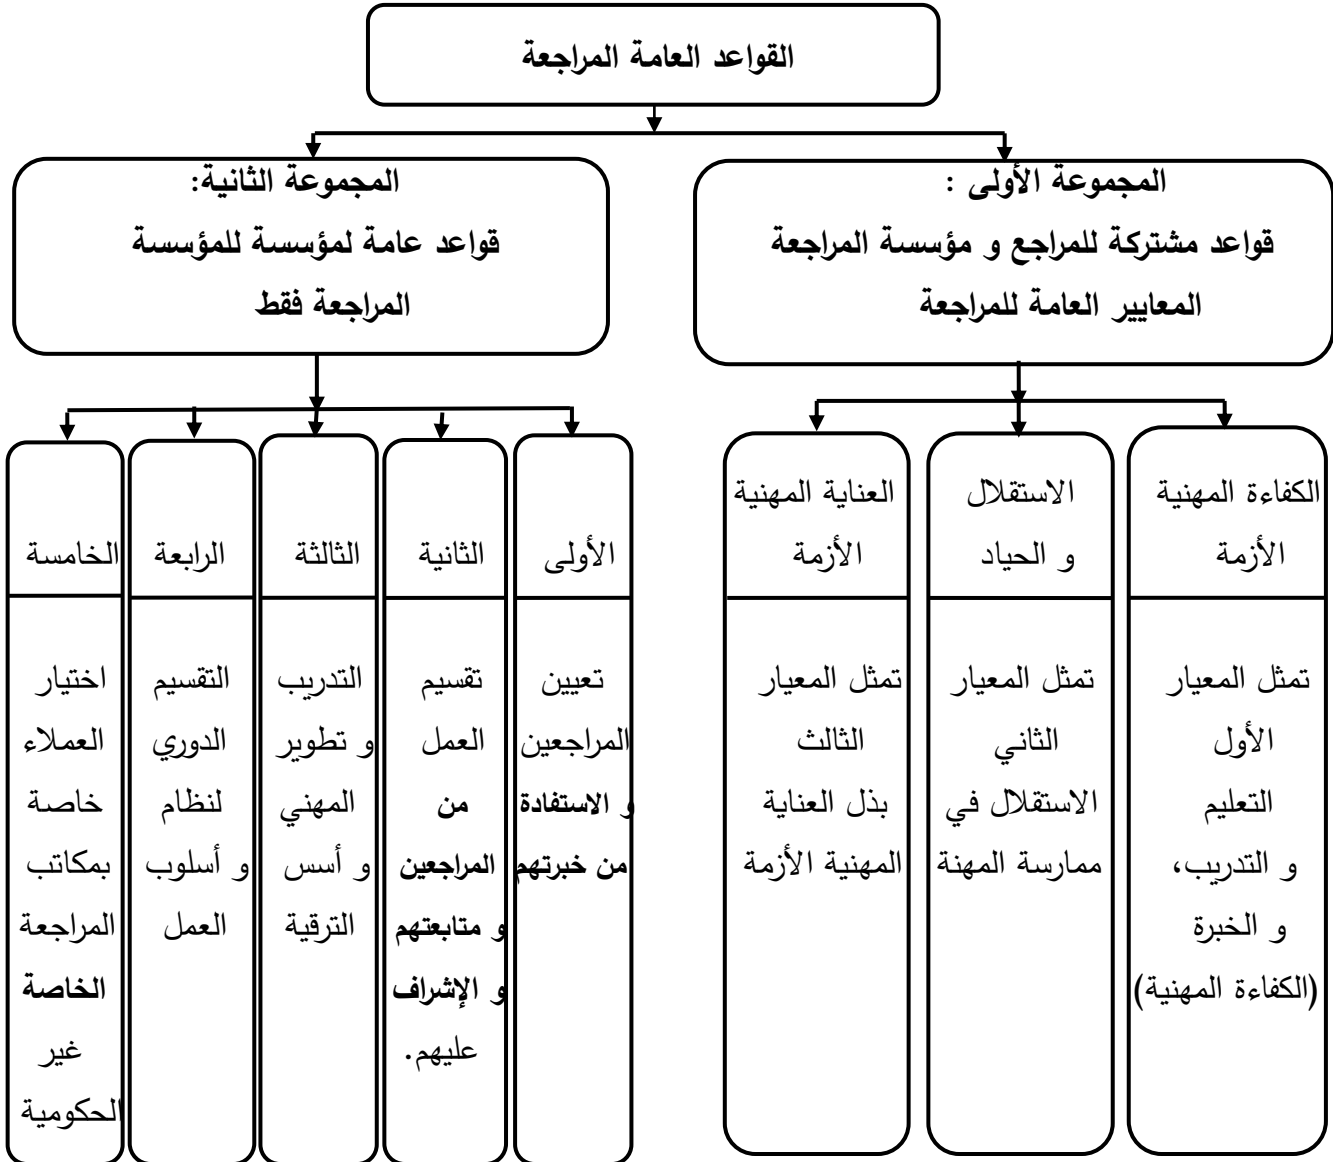 القواعد العامة المراجعة
المجموعة الأولى :
قواعد مشتركة للمراجع و مؤسسة المراجعة
المعايير العامة للمراجعة
المجموعة الثانية:
قواعد عامة لمؤسسة للمؤسسة
المراجعة فقط
الكفاءة المهنية
الأزمة
تمثل المعيار
الأول
التعليم
و التدريب،
و الخبرة
(الكفاءة المهنية)
الاستقلال
و الحياد
تمثل المعيار
الثاني
الاستقلال في
ممارسة المهنة
العناية المهنية
الأزمة
تمثل المعيار
الثالث
بذل العناية
المهنية الأزمة
الأولى
تعيين
المراجعين
و الاستفادة
من خبرتهم
الثانية
تقسيم
العمل
من
المراجعين
و متابعتهم
و الإشراف
عليهم.
الثالثة
التدريب
و تطوير
المهني
و أسس
الترقية
الرابعة
التقسيم
الدوري
لنظام
و أسلوب
العمل
الخامسة
اختيار
العملاء
خاصة
بمكاتب
المراجعة
الخاصة
غير
الحكومية